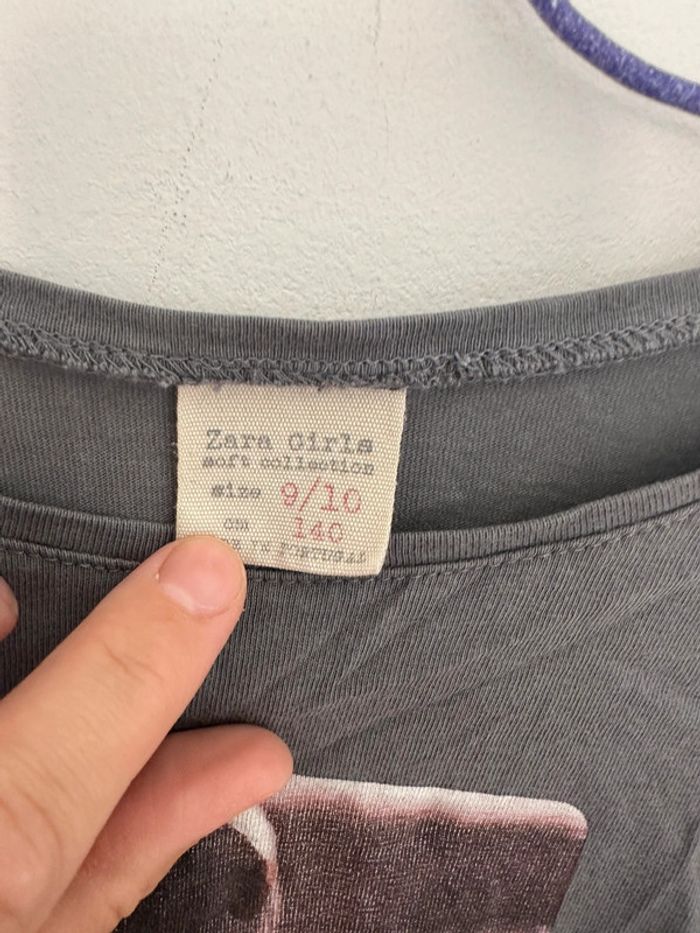 Zara Girls
soft collection
size 9/10
cm 140
IN PORTUGAL